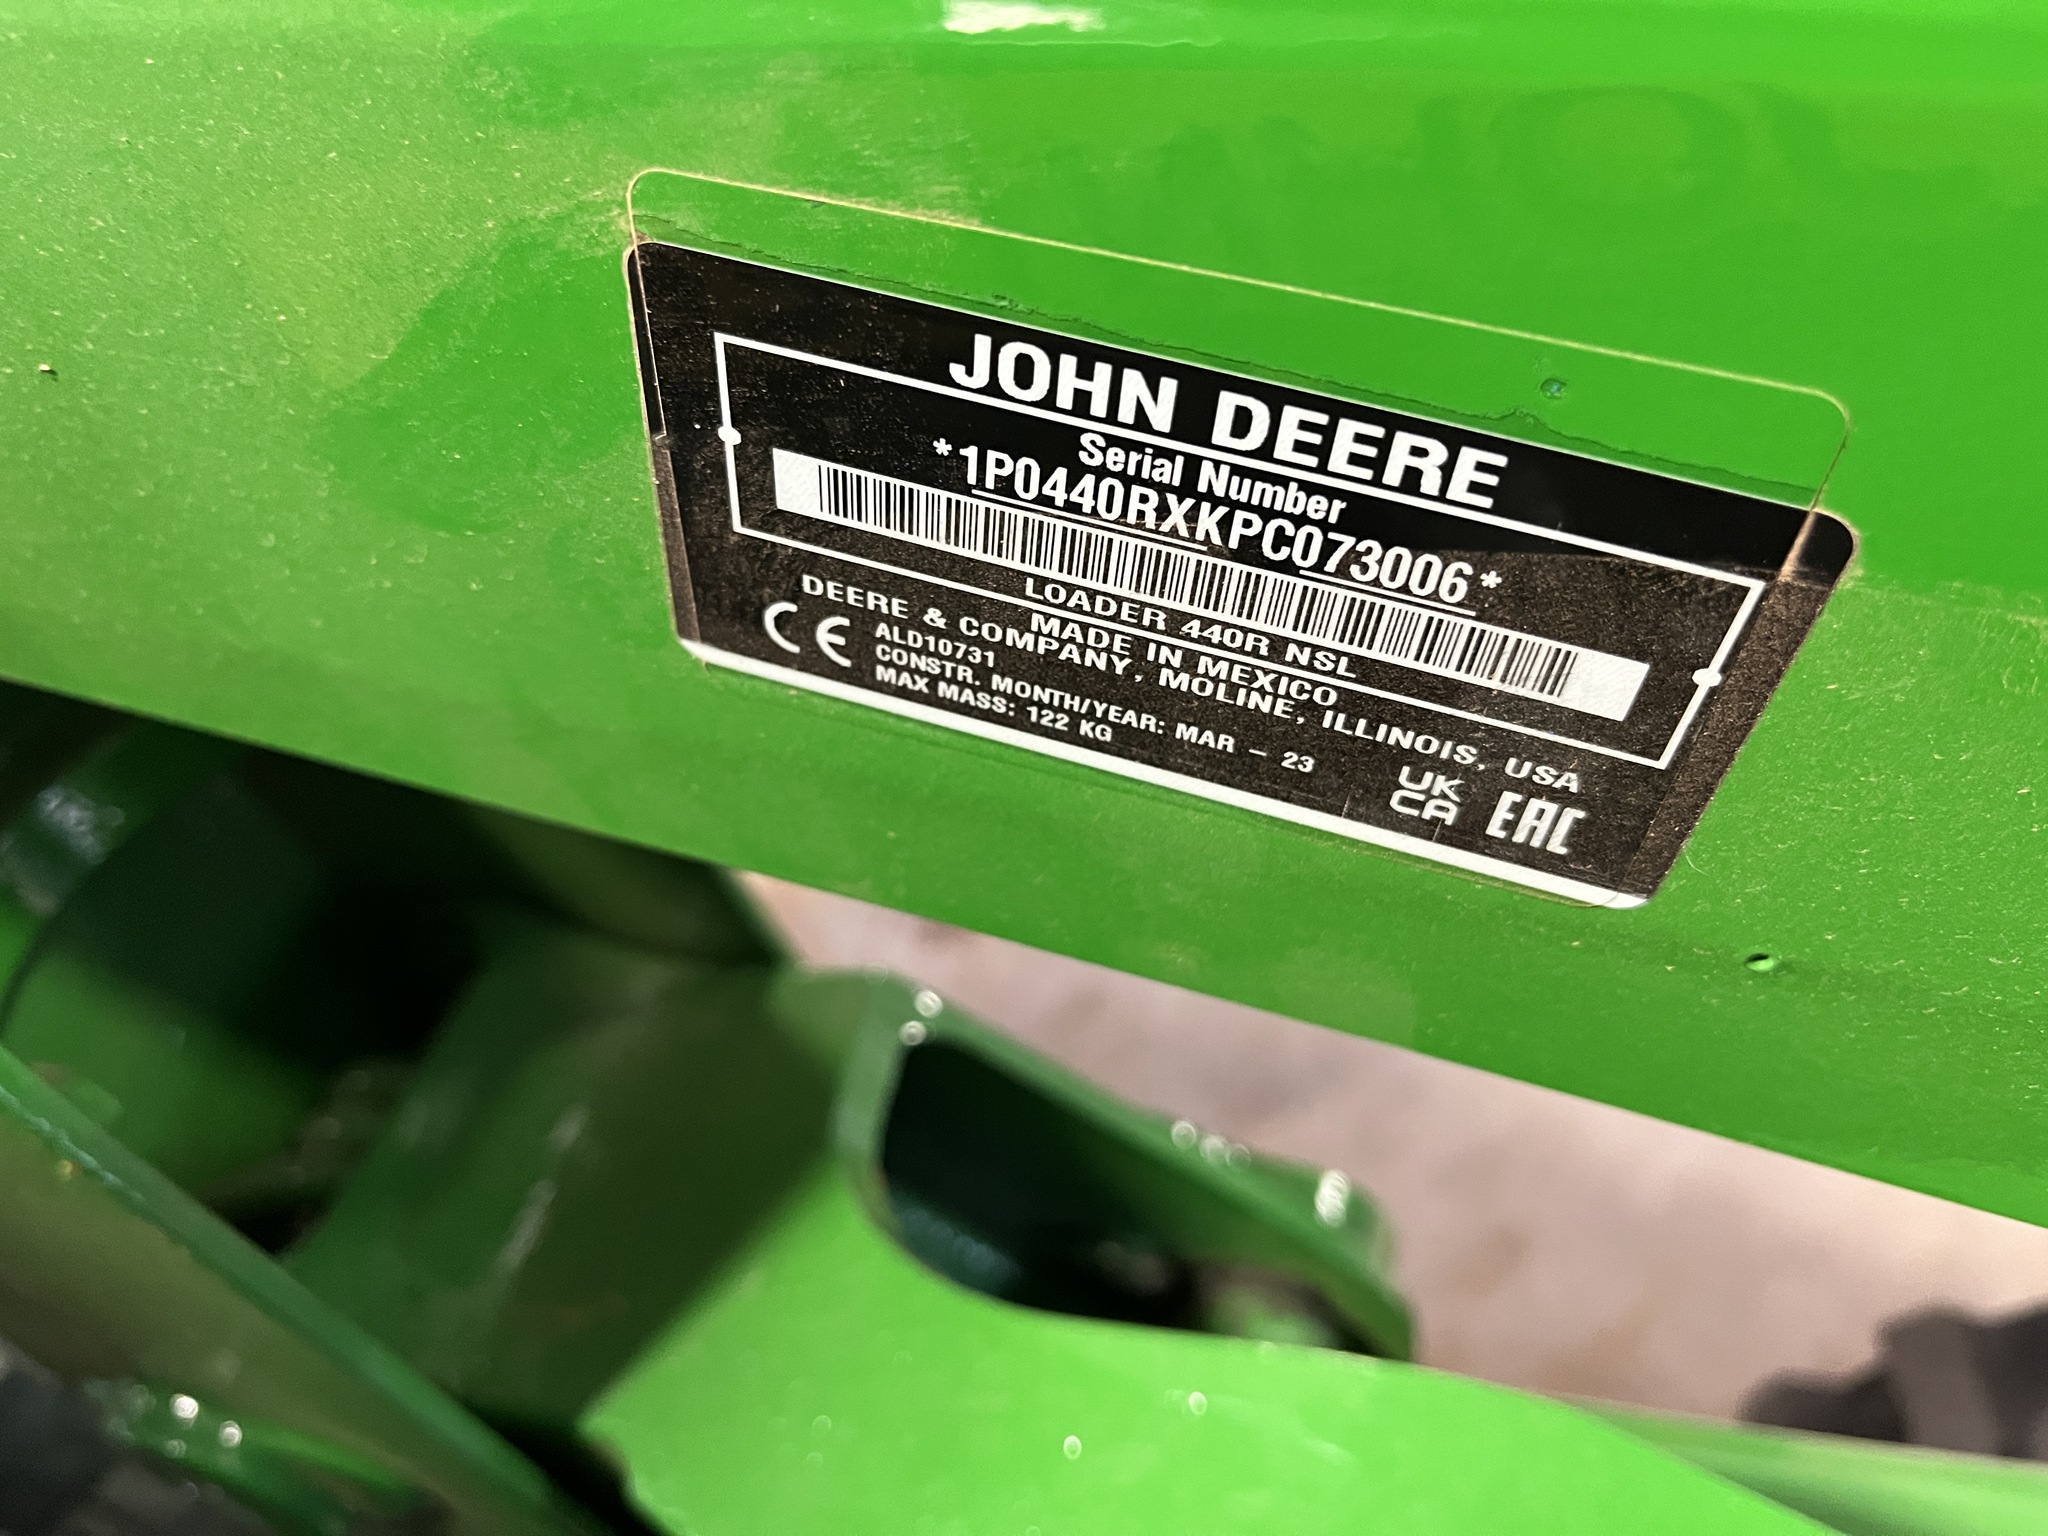 JOHN DEERE
Serial Number
*1P0440RXKPC073006*
LOADER 440R NSL
MADE IN MEXICO
DEERE & COMPANY, MOLINE, ILLINOIS, USA
CE ALD10731
CONSTR. MONTH/YEAR: MAR – 23
MAX MASS: 122 KG
UK
CA
EAC